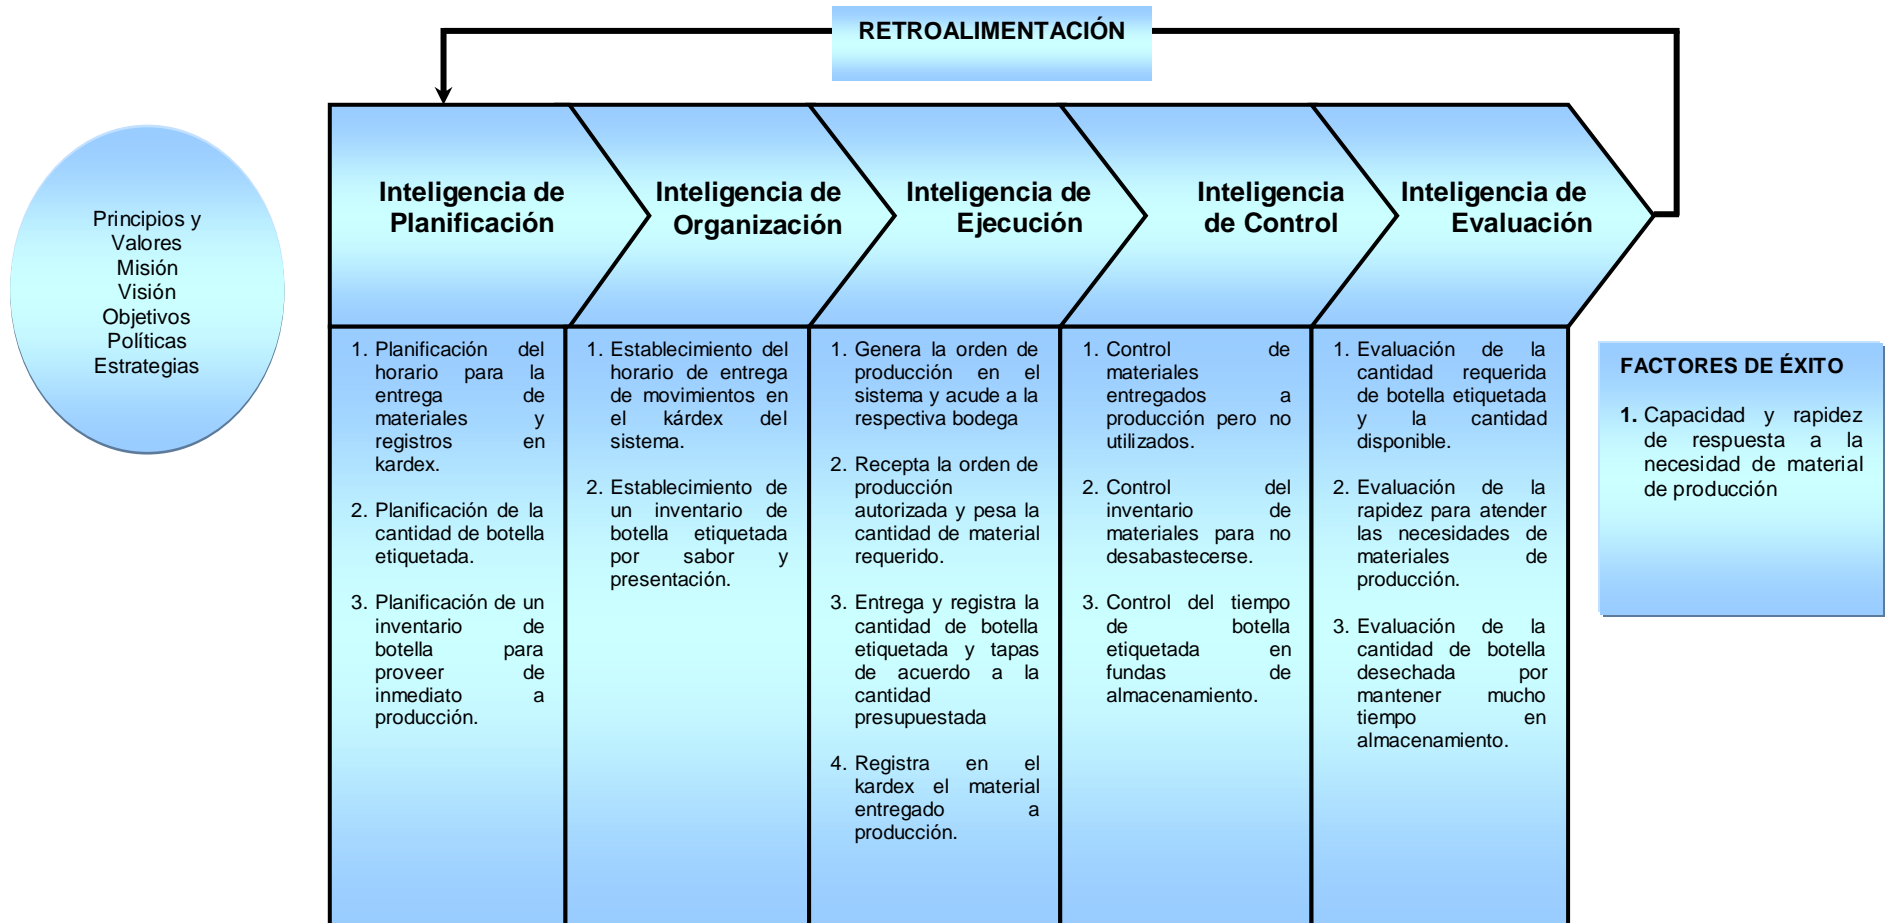 RETROALIMENTACIÓN
Principios y
Valores
Misión
Visión
Objetivos
Políticas
Estrategias
Inteligencia de
Planificación
Inteligencia de
Organización
Inteligencia de
Ejecución
Inteligencia
de Control
Inteligencia de
Evaluación
1. Planificación del
horario para la
entrega de
materiales y
registros en
kardex.
2. Planificación de la
cantidad de botella
etiquetada.
3. Planificación de un
inventario de
botella para
proveer de
inmediato a
producción.
1. Establecimiento del
horario de entrega
de movimientos en
el kárdex del
sistema.
2. Establecimiento de
un inventario de
botella etiquetada
por sabor y
presentación.
1. Genera la orden de
producción en el
sistema y acude a la
respectiva bodega
2. Recepta la orden de
producción
autorizada y pesa la
cantidad de material
requerido.
3. Entrega y registra la
cantidad de botella
etiquetada y tapas
de acuerdo a la
cantidad
presupuestada
4. Registra en el
kardex el material
entregado a
producción.
1. Control de
materiales
entregados a
producción pero no
utilizados.
2. Control del
inventario de
materiales para no
desabastecerse.
3. Control del tiempo
de botella
etiquetada en
fundas de
almacenamiento.
1. Evaluación de la
cantidad requerida
de botella etiquetada
y la cantidad
disponible.
2. Evaluación de la
rapidez para atender
las necesidades de
materiales de
producción.
3. Evaluación de la
cantidad de botella
desechada por
mantener mucho
tiempo en
almacenamiento.
FACTORES DE ÉXITO
1. Capacidad y rapidez
de respuesta a la
necesidad de material
de producción